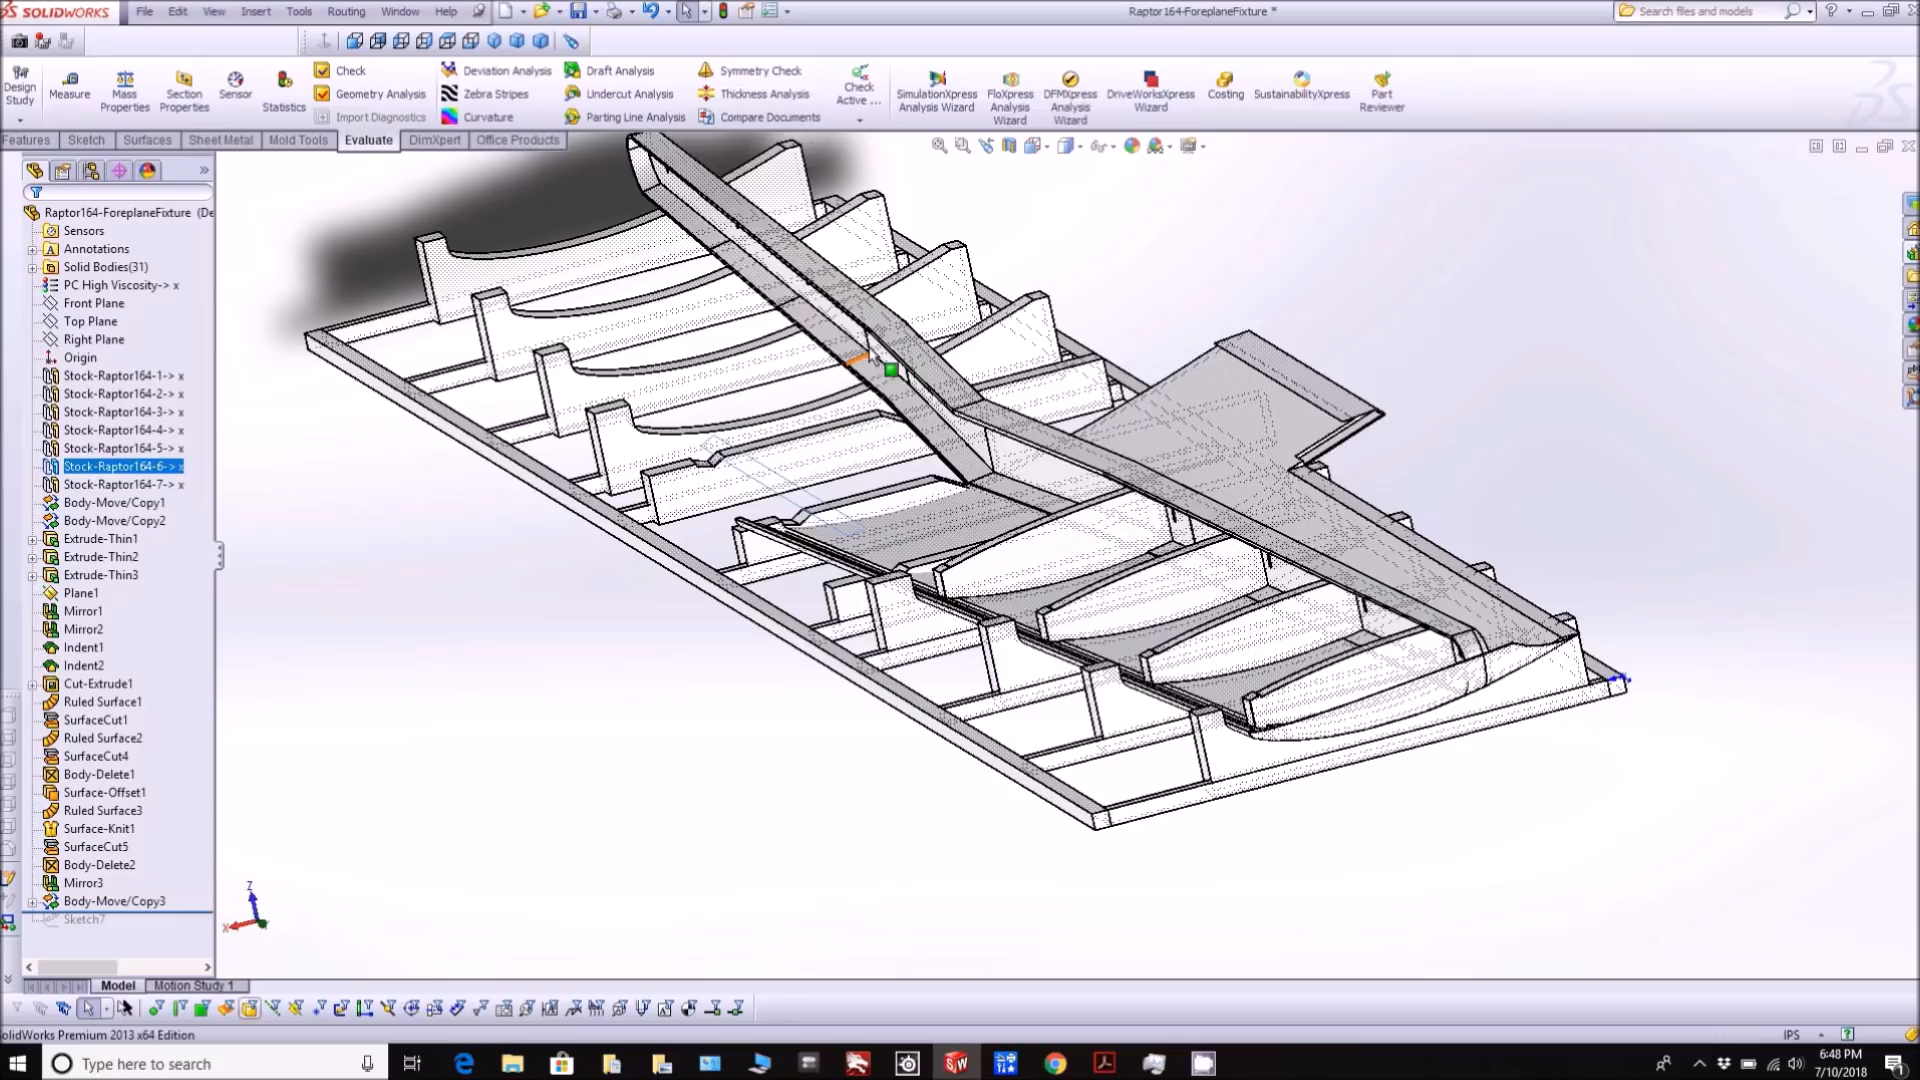 SOLIDWORKS File Edit View Insert Tools Routing Window Help Raptor164-ForeplaneFixture * Search files and models
Design Study
Measure
Mass Properties
Section Properties
Sensor
Statistics
Check
Geometry Analysis
Import Diagnostics
Deviation Analysis
Zebra Stripes
Curvature
Draft Analysis
Undercut Analysis
Parting Line Analysis
Symmetry Check
Thickness Analysis
Compare Documents
Check Active ...
SimulationXpress Analysis Wizard
FloXpress Analysis Wizard
DFMXpress Analysis Wizard
DriveWorksXpress Wizard
Costing
SustainabilityXpress
Part Reviewer
Features Sketch Surfaces Sheet Metal Mold Tools Evaluate DimXpert Office Products
Raptor164-ForeplaneFixture (De
Sensors
Annotations
Solid Bodies(31)
PC High Viscosity-> x
Front Plane
Top Plane
Right Plane
Origin
Stock-Raptor164-1-> x
Stock-Raptor164-2-> x
Stock-Raptor164-3-> x
Stock-Raptor164-4-> x
Stock-Raptor164-5-> x
Stock-Raptor164-6-> x
Stock-Raptor164-7-> x
Body-Move/Copy1
Body-Move/Copy2
Extrude-Thin1
Extrude-Thin2
Extrude-Thin3
Plane1
Mirror1
Mirror2
Indent1
Indent2
Cut-Extrude1
Ruled Surface1
SurfaceCut1
Ruled Surface2
SurfaceCut4
Body-Delete1
Surface-Offset1
Ruled Surface3
Surface-Knit1
SurfaceCut5
Body-Delete2
Mirror3
Body-Move/Copy3
Sketch7
Z
X
Model Motion Study 1
olidWorks Premium 2013 x64 Edition IPS
Type here to search
6:48 PM
7/10/2018